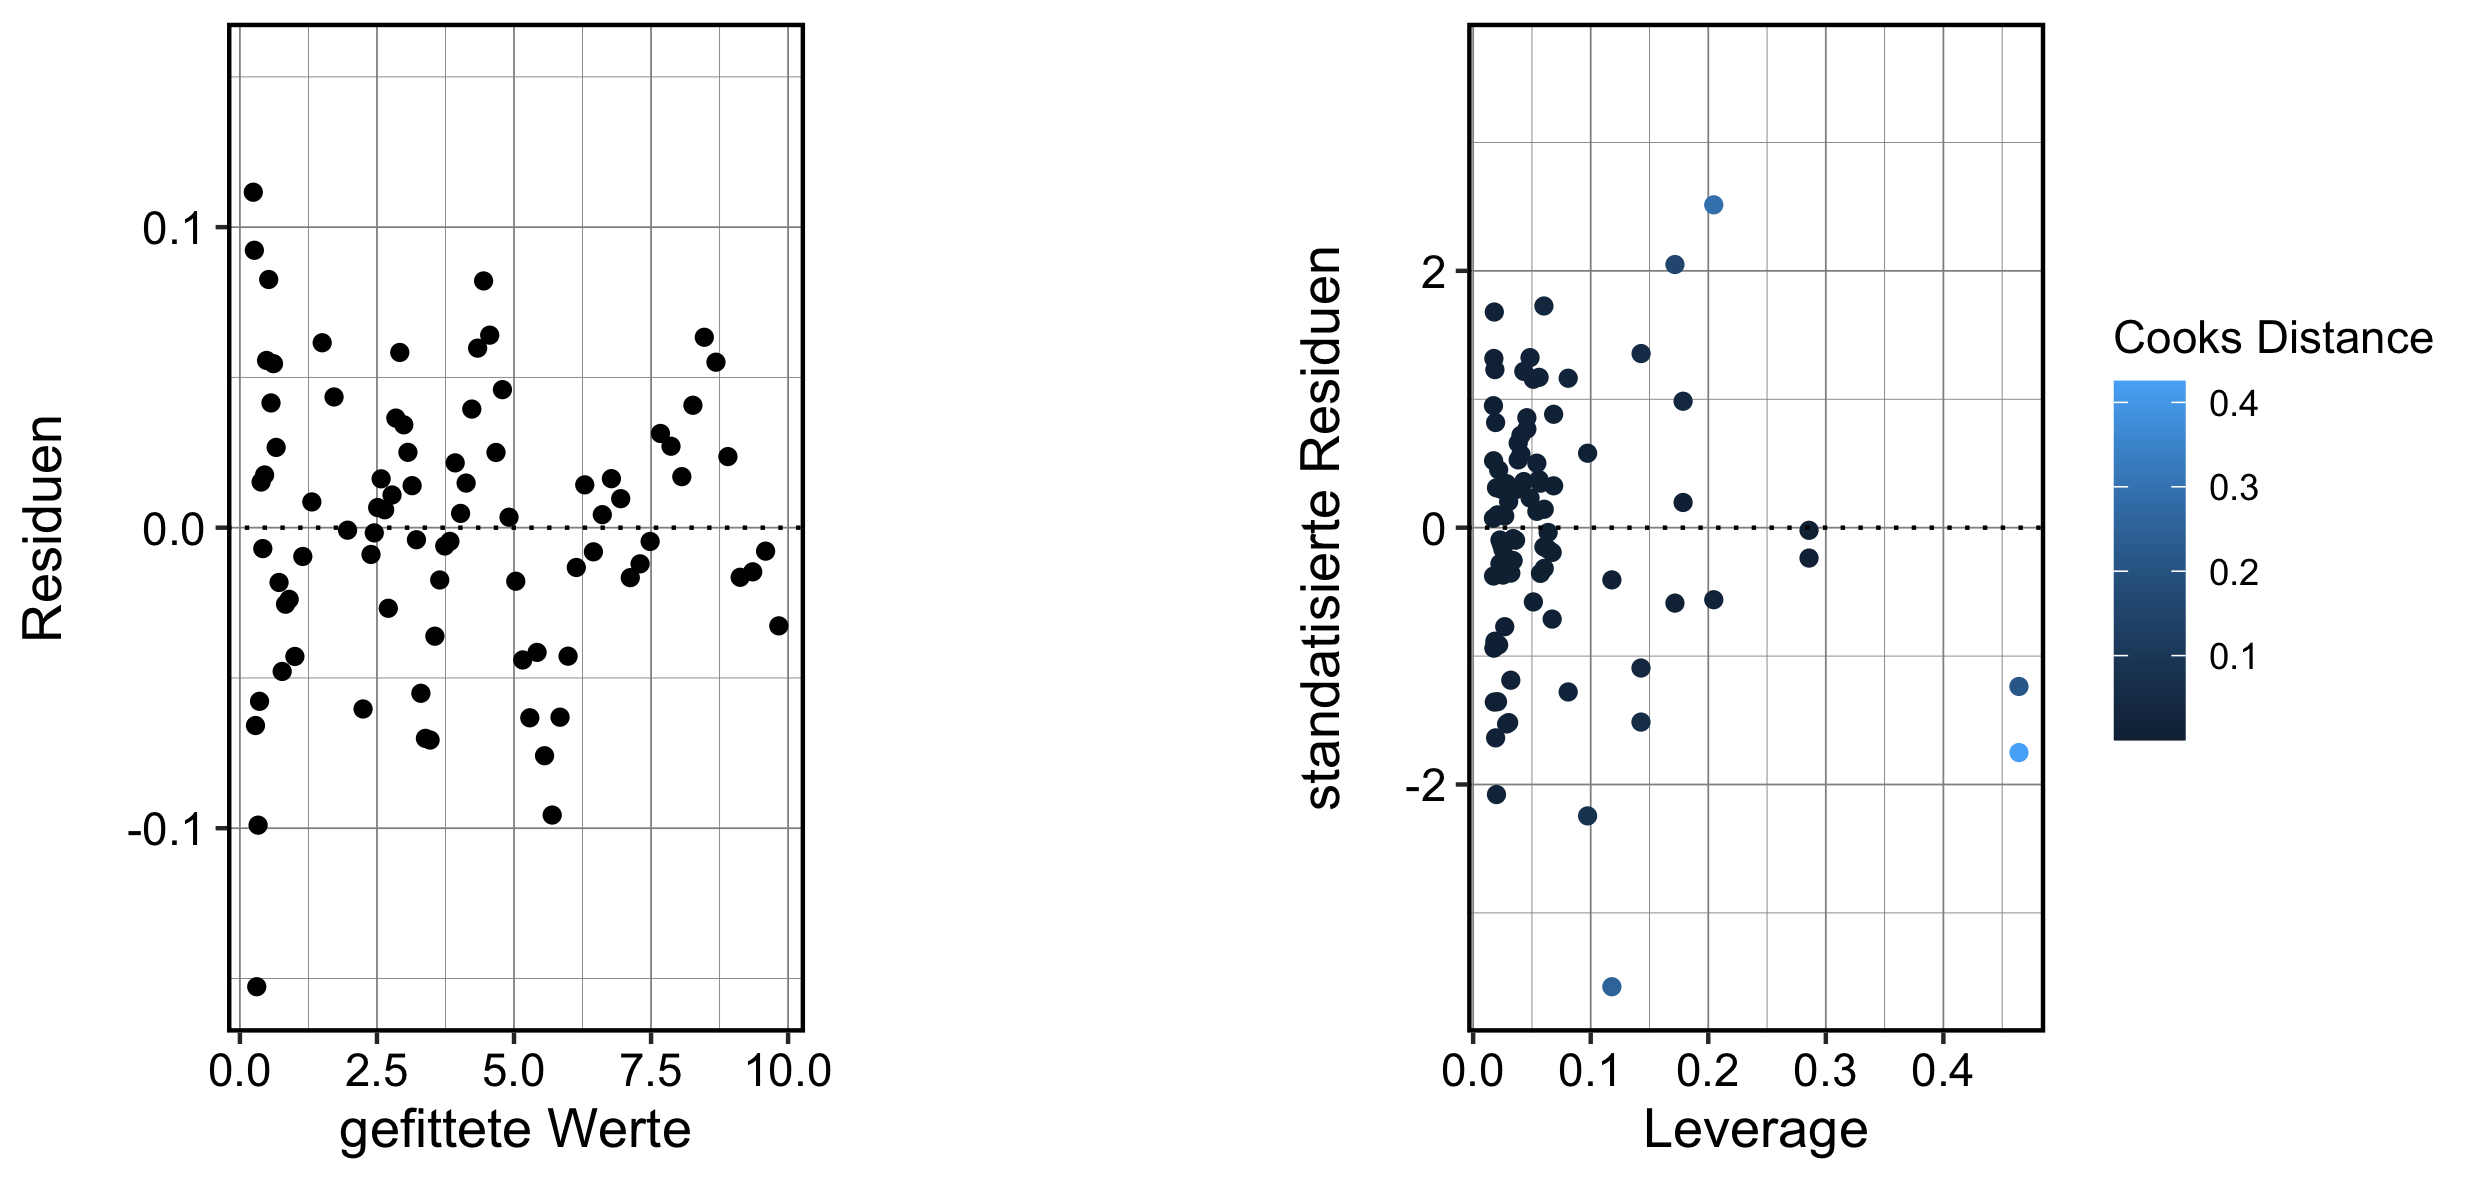 Residuen
0.1
0.0
-0.1
0.0 2.5 5.0 7.5 10.0
gefittete Werte
standatisierte Residuen
2
0
-2
0.0 0.1 0.2 0.3 0.4
Leverage
Cooks Distance
0.4
0.3
0.2
0.1